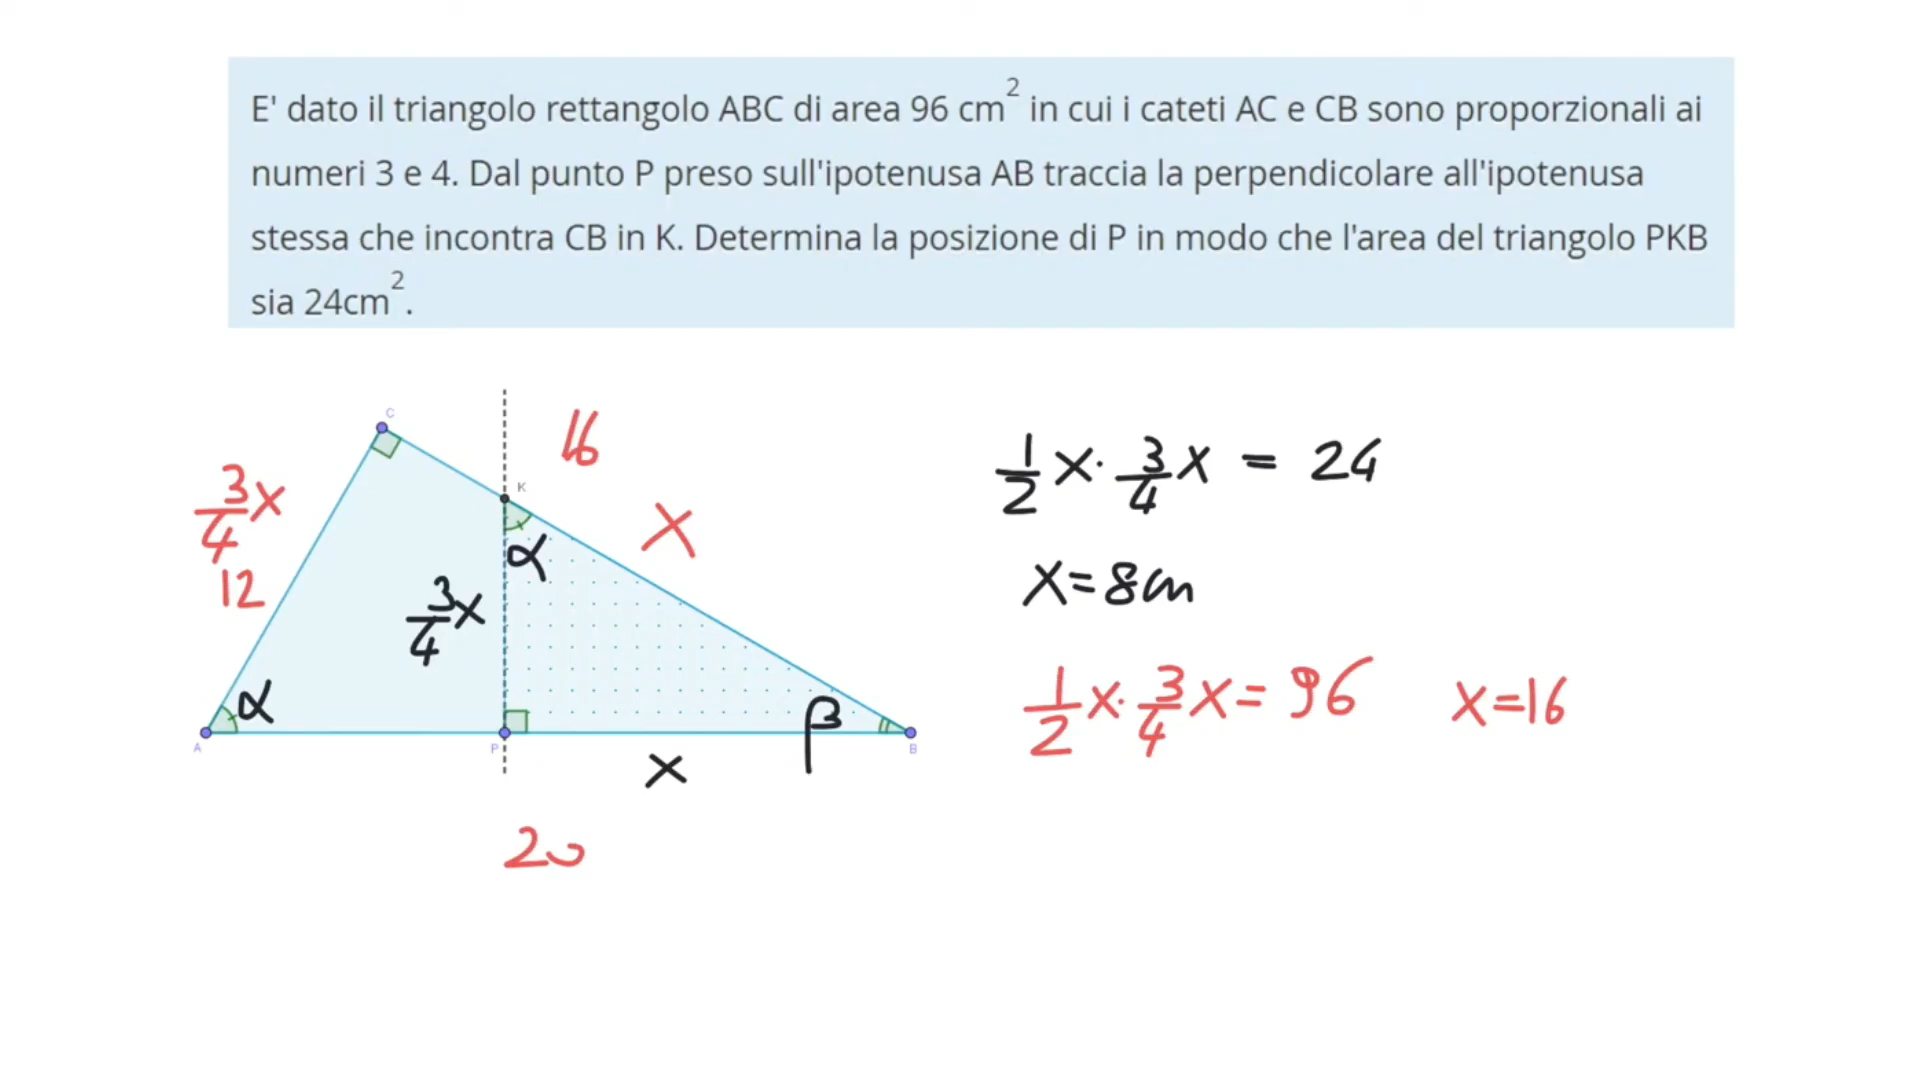 E' dato il triangolo rettangolo ABC di area 96 cm² in cui i cateti AC e CB sono proporzionali ai
numeri 3 e 4. Dal punto P preso sull'ipotenusa AB traccia la perpendicolare all'ipotenusa
stessa che incontra CB in K. Determina la posizione di P in modo che l'area del triangolo PKB
sia 24cm².
C
16
K
3/4 x
12
x
α
3/4 x
α
β
A
P
B
x
20
1/2 x · 3/4 x = 24
x = 8 cm
1/2 x · 3/4 x = 96
x = 16